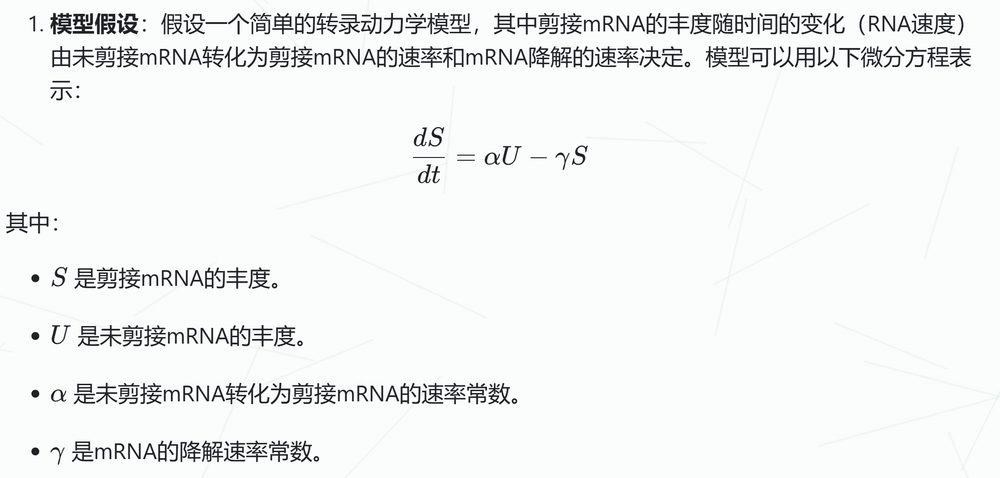 1. 模型假设：假设一个简单的转录动力学模型，其中剪接mRNA的丰度随时间的变化（RNA速度）
由未剪接mRNA转化为剪接mRNA的速率和mRNA降解的速率决定。模型可以用以下微分方程表
示：
dS/dt = αU − γS
其中：
• S 是剪接mRNA的丰度。
• U 是未剪接mRNA的丰度。
• α 是未剪接mRNA转化为剪接mRNA的速率常数。
• γ 是mRNA的降解速率常数。